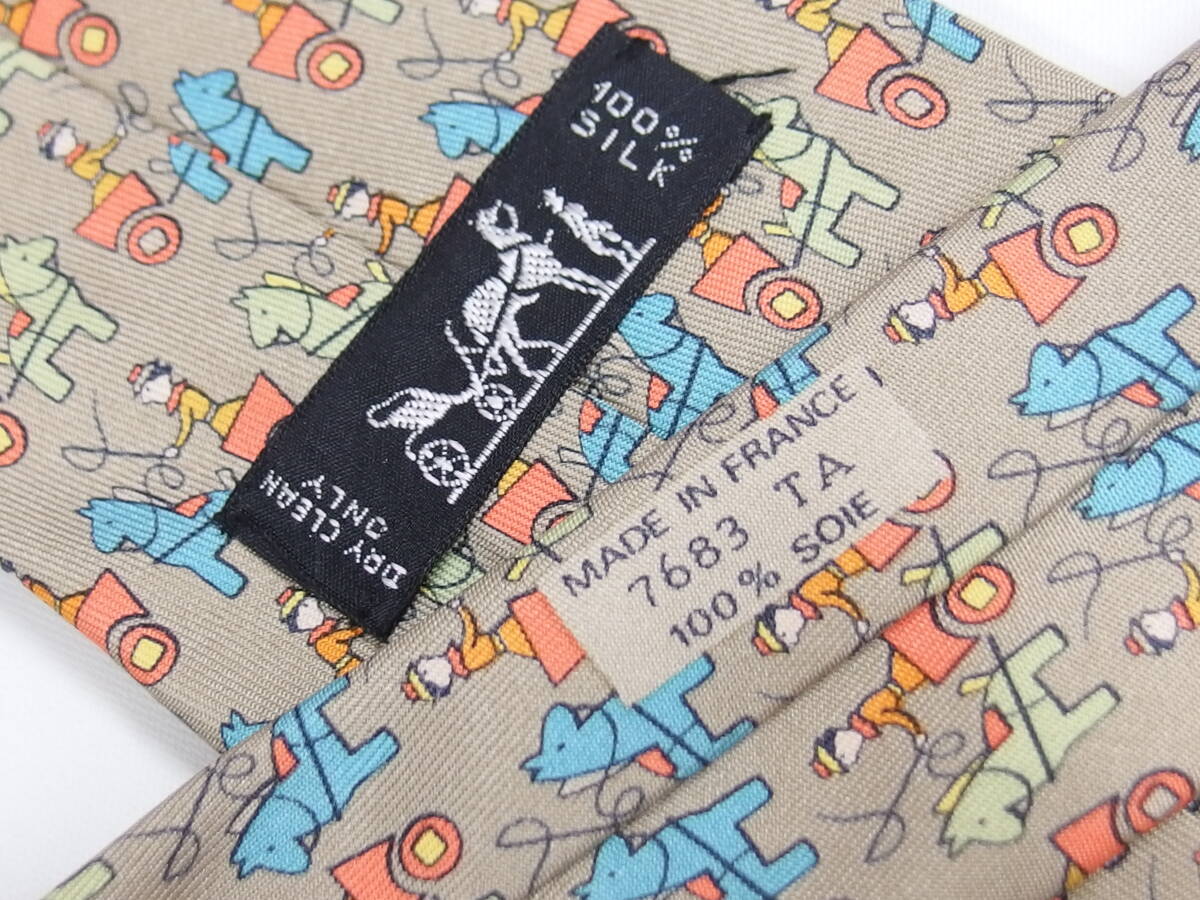 100%
SILK
DRY CLEAN
ONLY
MADE IN FRANCE
7683 TA
100% SOIE